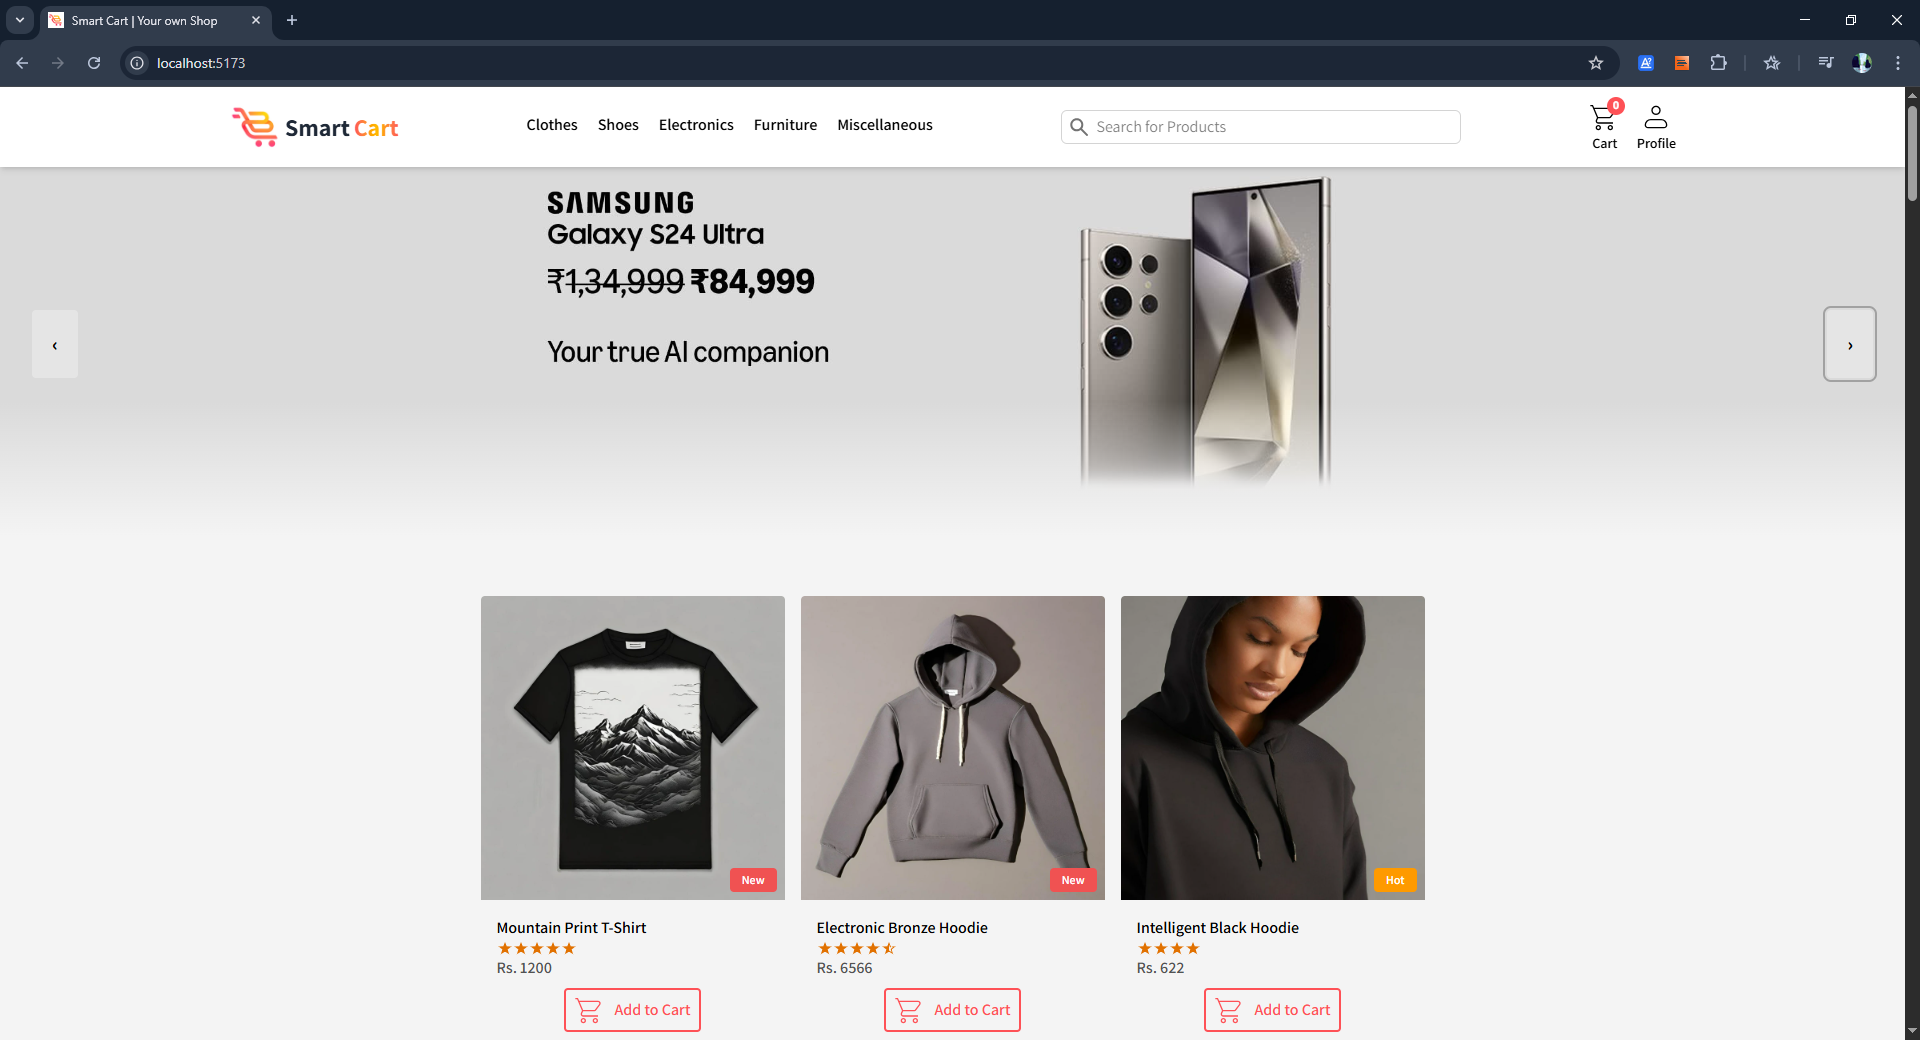 Smart Cart | Your own Shop
localhost:5173
Smart Cart
Clothes Shoes Electronics Furniture Miscellaneous
Search for Products
0
Cart
Profile
SAMSUNG
Galaxy S24 Ultra
₹1,34,999 ₹84,999
Your true AI companion
‹
›
New
Mountain Print T-Shirt
Rs. 1200
Add to Cart
New
Electronic Bronze Hoodie
Rs. 6566
Add to Cart
Hot
Intelligent Black Hoodie
Rs. 622
Add to Cart